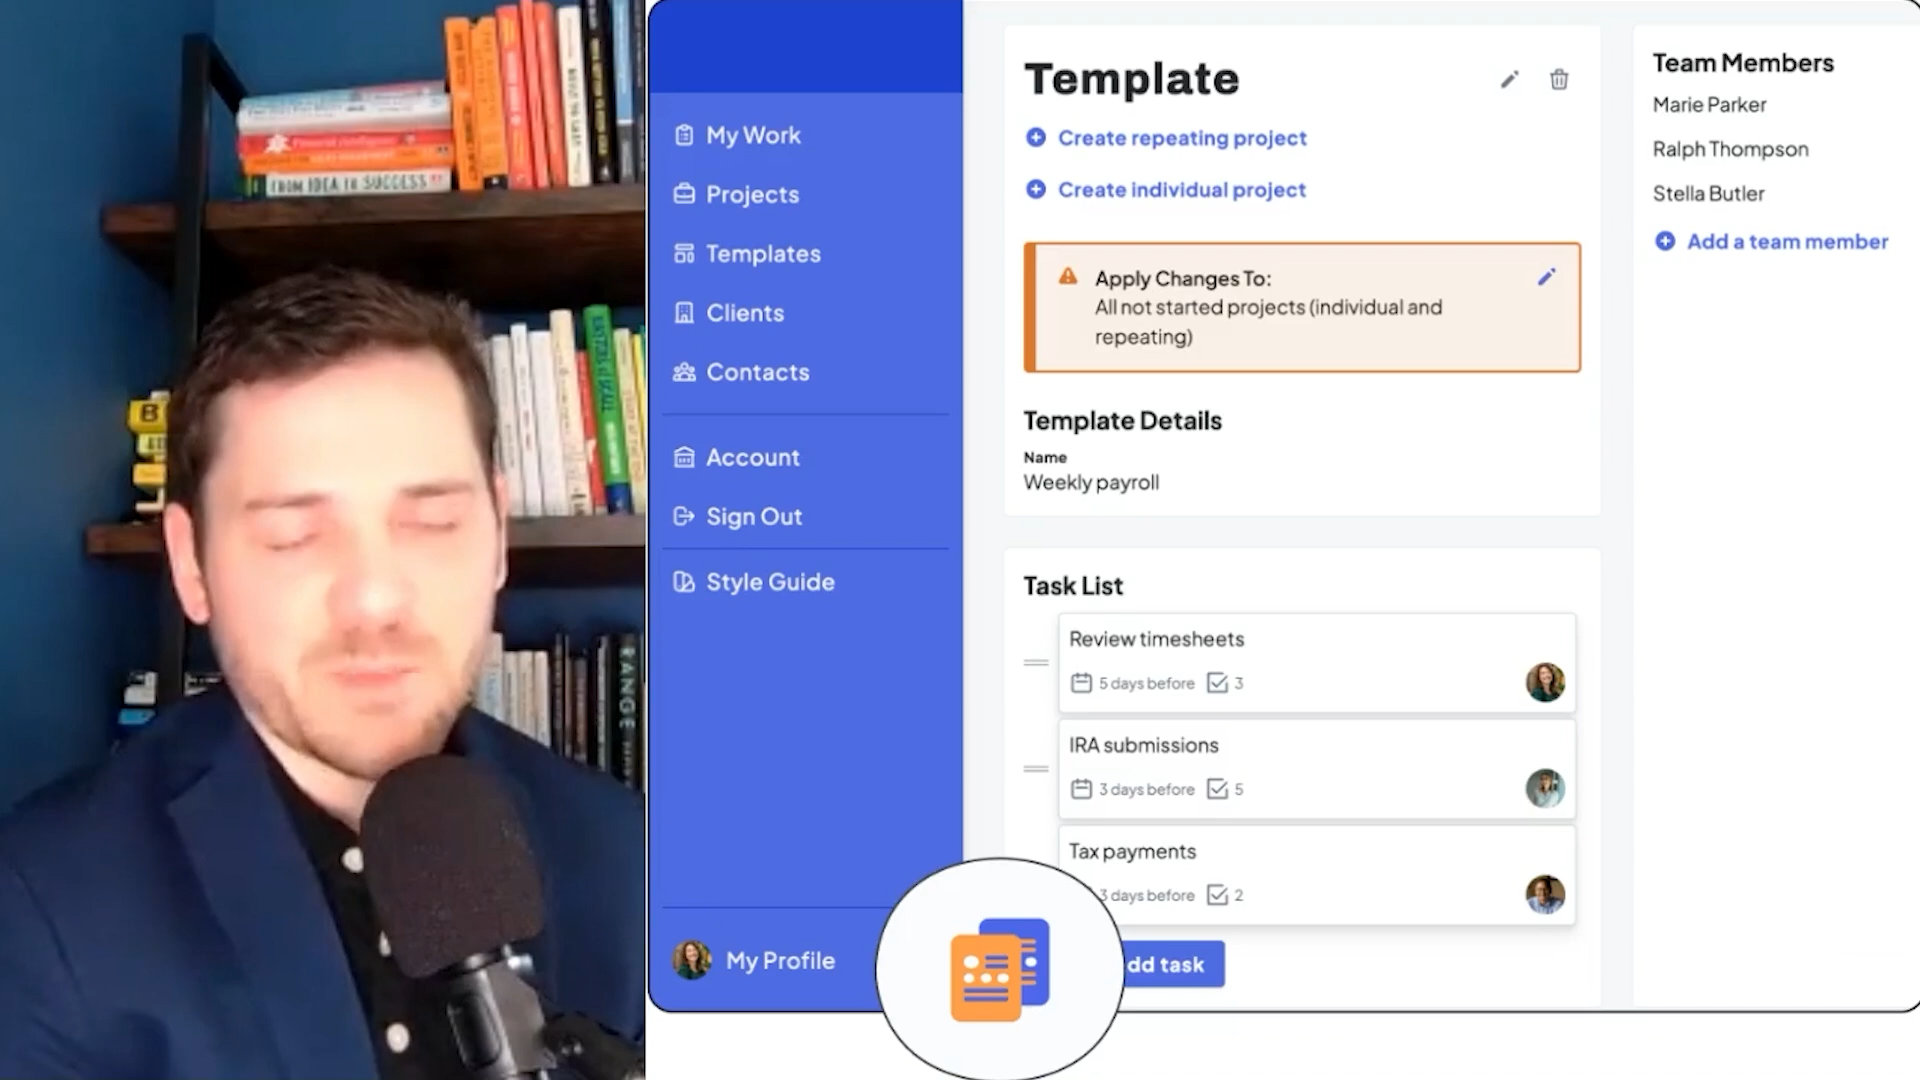 FROM IDEA TO SUCCESS
B
RANGE
My Work
Projects
Templates
Clients
Contacts
Account
Sign Out
Style Guide
My Profile
Template
Create repeating project
Create individual project
Apply Changes To:
All not started projects (individual and
repeating)
Template Details
Name
Weekly payroll
Task List
Review timesheets
5 days before
3
IRA submissions
3 days before
5
Tax payments
3 days before
2
dd task
Team Members
Marie Parker
Ralph Thompson
Stella Butler
Add a team member